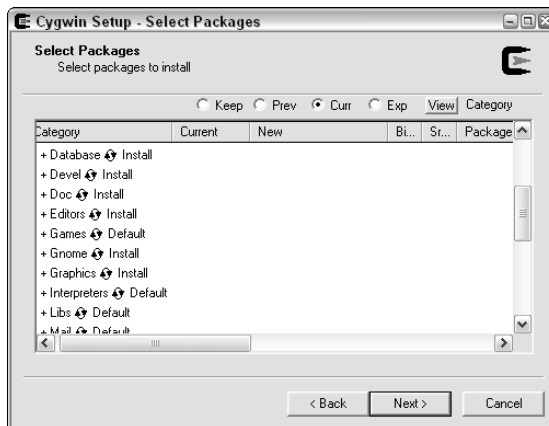 Cygwin Setup - Select Packages
Select Packages
Select packages to install
Keep Prev Curr Exp View Category
Category Current New Bi... Sr... Package
+ Database Install
+ Devel Install
+ Doc Install
+ Editors Install
+ Games Default
+ Gnome Install
+ Graphics Install
+ Interpreters Default
+ Libs Default
+ Mail Default
< Back Next > Cancel